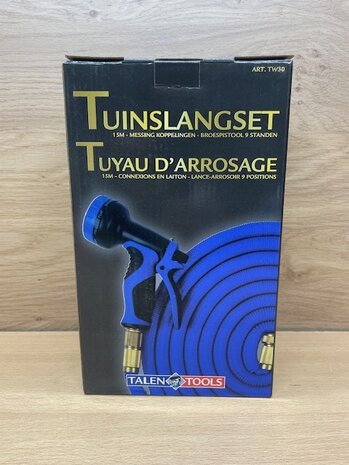 ART. TW30
TUINSLANGSET
15M - MESSING KOPPELINGEN - BROESPISTOOL 9 STANDEN
TUYAU D'ARROSAGE
15M - CONNEXIONS EN LAITON - LANCE-ARROSOIR 9 POSITIONS
TALEN TOOLS